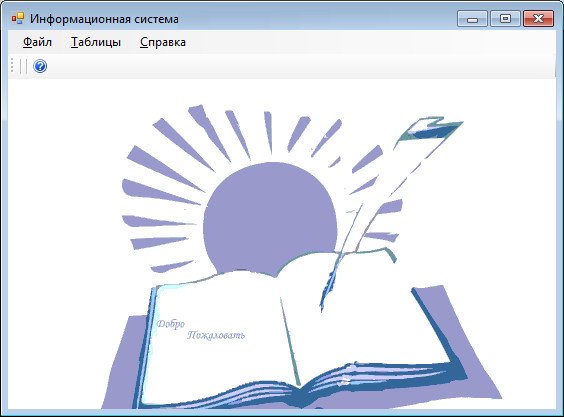 Информационная система
Файл Таблицы Справка
Добро
Пожаловать